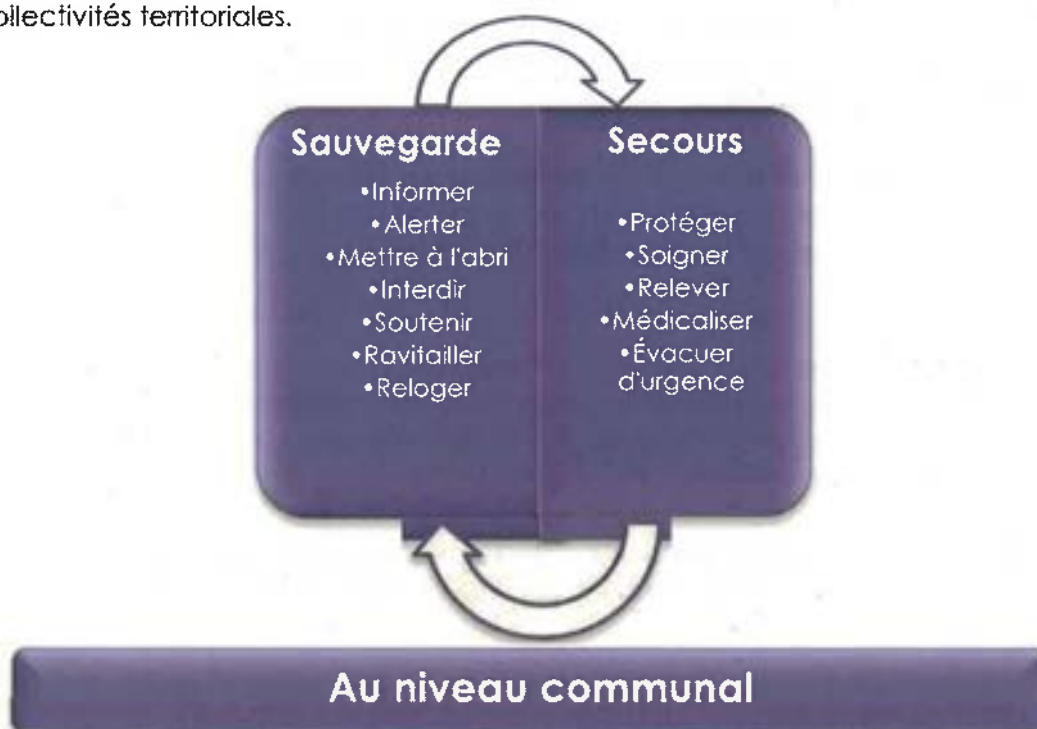 ollectivités territoriales.
Sauvegarde
•Informer
•Alerter
•Mettre à l'abri
•Interdir
•Soutenir
•Ravitailler
•Reloger
Secours
•Protéger
•Soigner
•Relever
•Médicaliser
•Évacuer
d'urgence
Au niveau communal